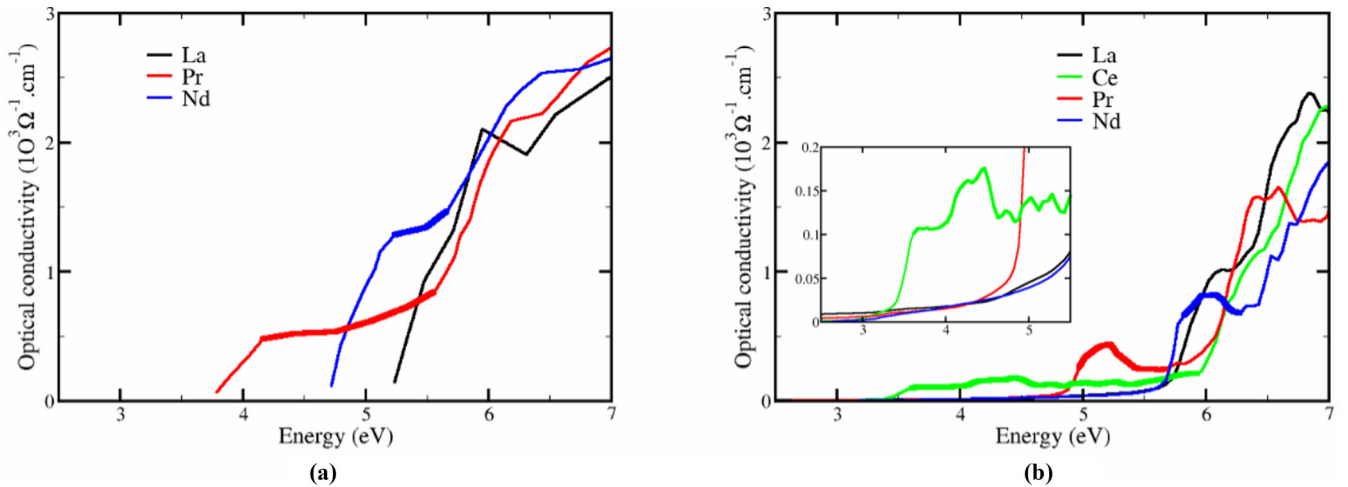 3
2
1
0
Optical conductivity (1O³ Ω⁻¹.cm⁻¹)
La
Pr
Nd
3 4 5 6 7
Energy (eV)
(a)
3
2
1
0
Optical conductivity (10³ Ω⁻¹.cm⁻¹)
La
Ce
Pr
Nd
0.2
0.15
0.1
0.05
0
3 4 5
3 4 5 6 7
Energy (eV)
(b)